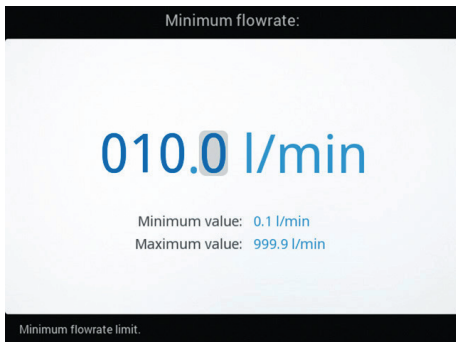 Minimum flowrate:
010.0 l/min
Minimum value: 0.1 l/min
Maximum value: 999.9 l/min
Minimum flowrate limit.